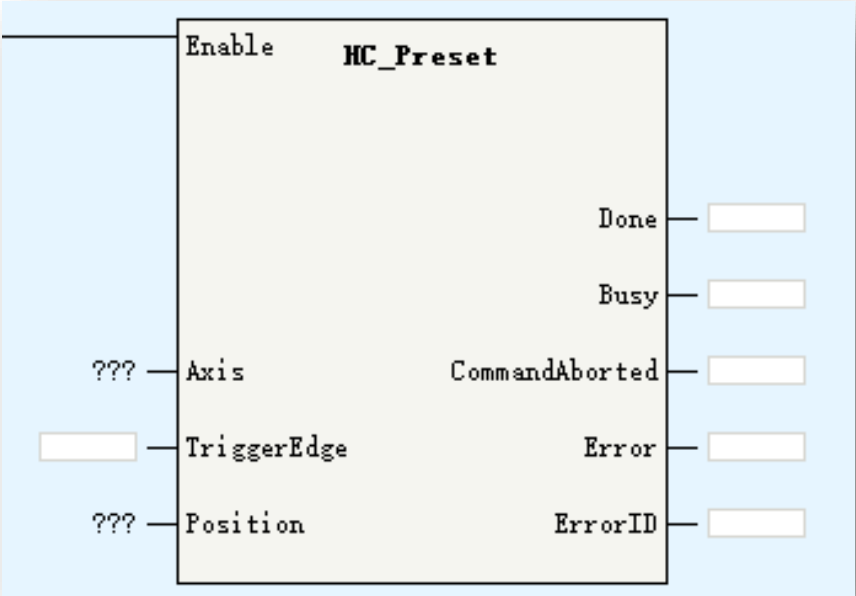 Enable
HC_Preset
Done
Busy
??? Axis
CommandAborted
TriggerEdge
Error
??? Position
ErrorID